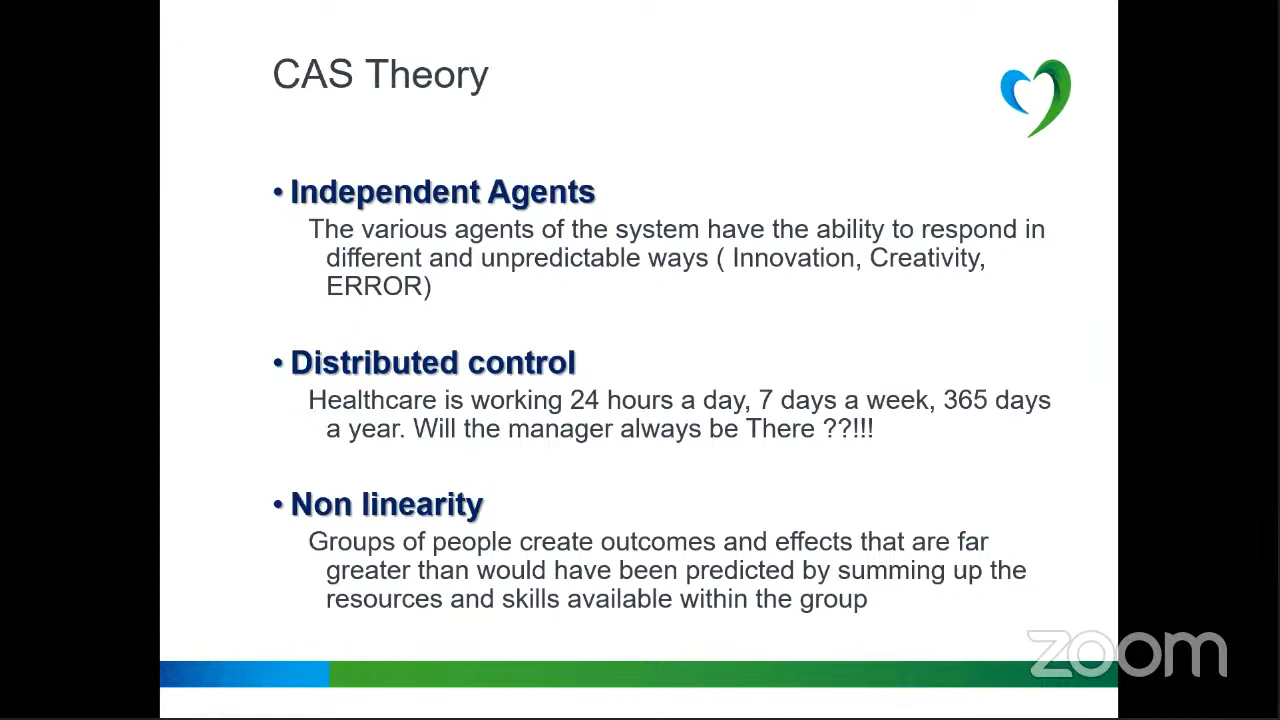 CAS Theory
• Independent Agents
The various agents of the system have the ability to respond in
different and unpredictable ways ( Innovation, Creativity,
ERROR)
• Distributed control
Healthcare is working 24 hours a day, 7 days a week, 365 days
a year. Will the manager always be There ??!!!
• Non linearity
Groups of people create outcomes and effects that are far
greater than would have been predicted by summing up the
resources and skills available within the group
zoom